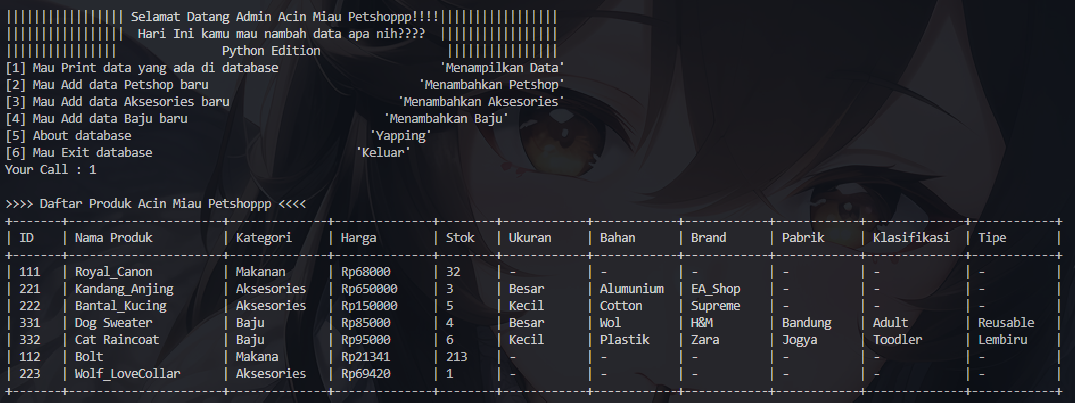 ||||||||||||||||| Selamat Datang Admin Acin Miau Petshoppp!!!!|||||||||||||||||
|||||||||||||||||  Hari Ini kamu mau nambah data apa nih????  |||||||||||||||||
||||||||||||||||               Python Edition                  ||||||||||||||||
[1] Mau Print data yang ada di database                       'Menampilkan Data'
[2] Mau Add data Petshop baru                              'Menambahkan Petshop'
[3] Mau Add data Aksesories baru                        'Menambahkan Aksesories'
[4] Mau Add data Baju baru                            'Menambahkan Baju'
[5] About database                                  'Yapping'
[6] Mau Exit database                             'Keluar'
Your Call : 1
>>>> Daftar Produk Acin Miau Petshoppp <<<<
+-------+----------------------+--------------+--------------+--------+------------+------------+------------+------------+--------------+------------+
| ID    | Nama Produk          | Kategori     | Harga        | Stok   | Ukuran     | Bahan      | Brand      | Pabrik     | Klasifikasi  | Tipe       |
+-------+----------------------+--------------+--------------+--------+------------+------------+------------+------------+--------------+------------+
| 111   | Royal_Canon          | Makanan      | Rp68000      | 32     | -          | -          | -          | -          | -            | -          |
| 221   | Kandang_Anjing       | Aksesories   | Rp650000     | 3      | Besar      | Alumunium  | EA_Shop    | -          | -            | -          |
| 222   | Bantal_Kucing        | Aksesories   | Rp150000     | 5      | Kecil      | Cotton     | Supreme    | -          | -            | -          |
| 331   | Dog Sweater          | Baju         | Rp85000      | 4      | Besar      | Wol        | H&M        | Bandung    | Adult        | Reusable   |
| 332   | Cat Raincoat         | Baju         | Rp95000      | 6      | Kecil      | Plastik    | Zara       | Jogya      | Toodler      | Lembiru    |
| 112   | Bolt                 | Makana       | Rp21341      | 213    | -          | -          | -          | -          | -            | -          |
| 223   | Wolf_LoveCollar      | Aksesories   | Rp69420      | 1      | -          | -          | -          | -          | -            | -          |
+-------+----------------------+--------------+--------------+--------+------------+------------+------------+------------+--------------+------------+